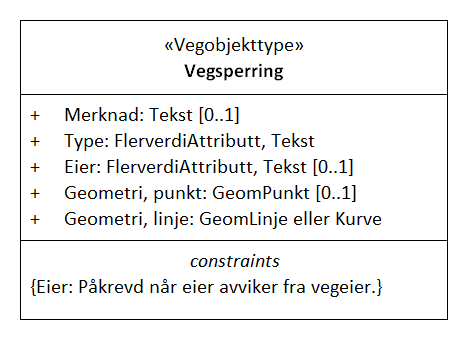 «Vegobjekttype»
Vegsperring
+ Merknad: Tekst [0..1]
+ Type: FlerverdiAttributt, Tekst
+ Eier: FlerverdiAttributt, Tekst [0..1]
+ Geometri, punkt: GeomPunkt [0..1]
+ Geometri, linje: GeomLinje eller Kurve
constraints
{Eier: Påkrevd når eier avviker fra vegeier.}